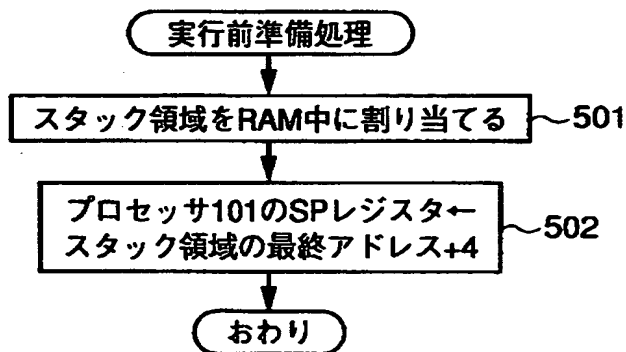 実行前準備処理
スタック領域をRAM中に割り当てる
501
プロセッサ101のSPレジスタ←
スタック領域の最終アドレス+4
502
おわり